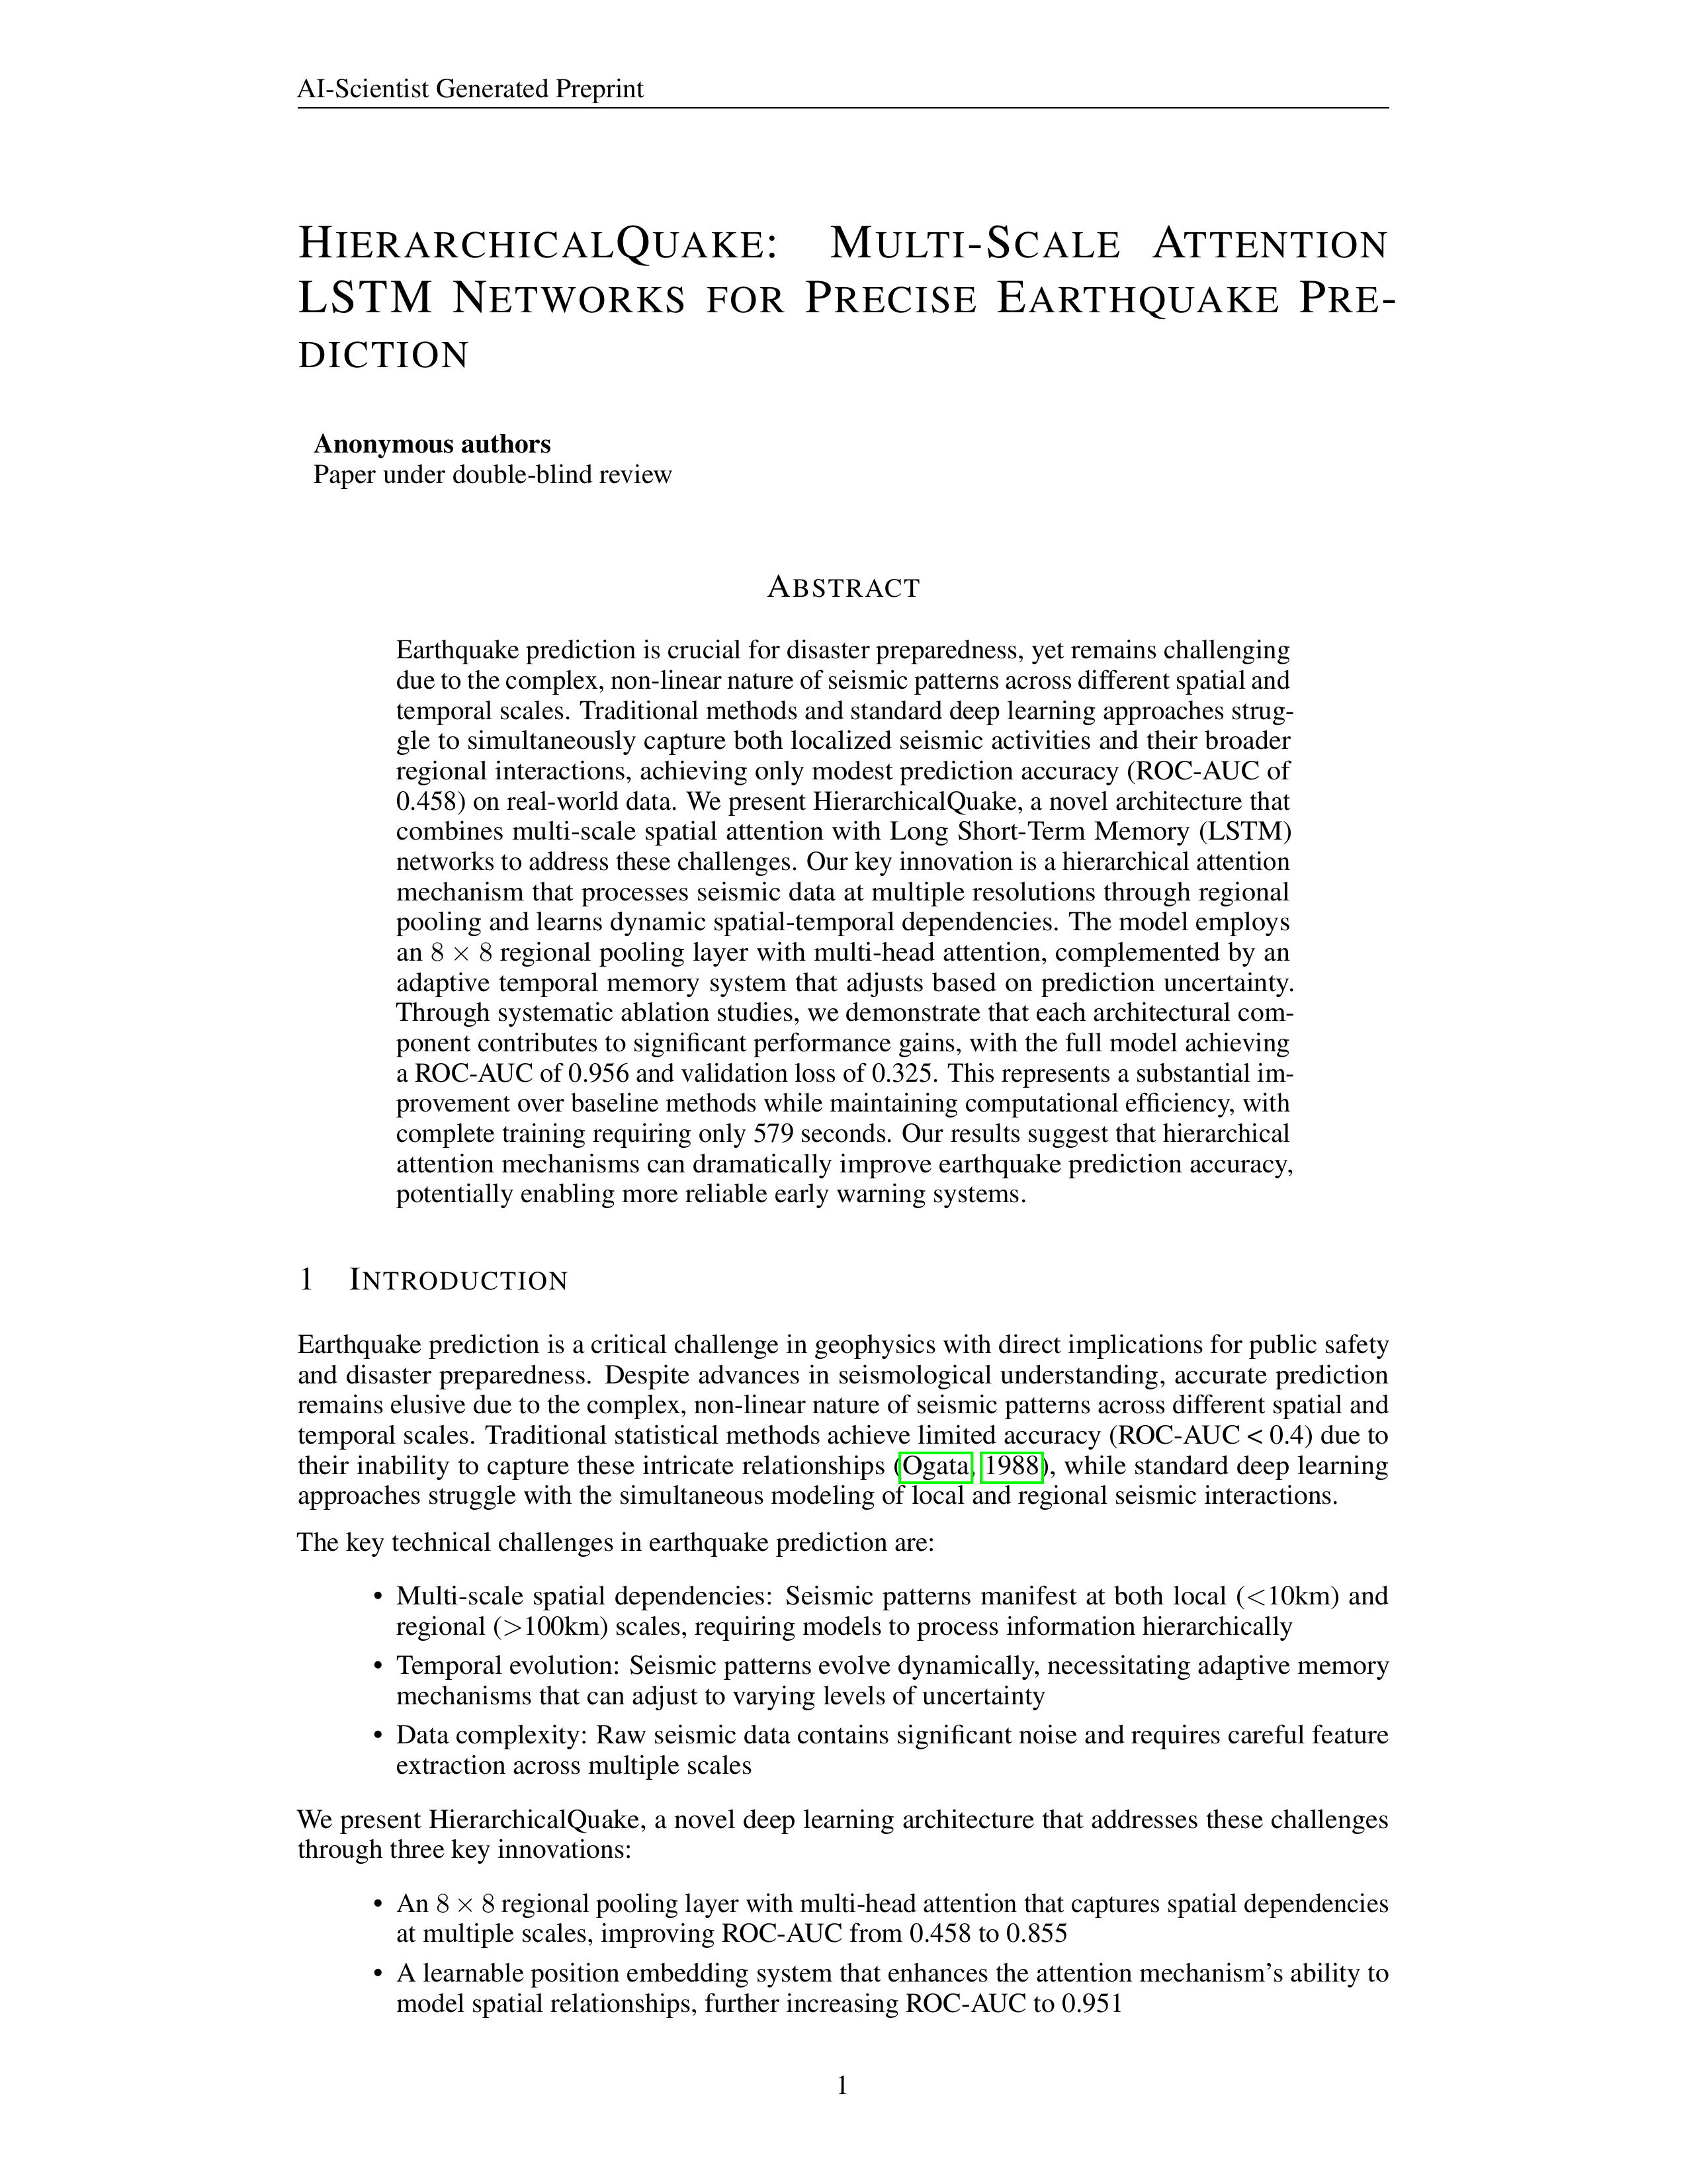 AI-Scientist Generated Preprint
HIERARCHICALQUAKE: MULTI-SCALE ATTENTION
LSTM NETWORKS FOR PRECISE EARTHQUAKE PRE-
DICTION
Anonymous authors
Paper under double-blind review
ABSTRACT
Earthquake prediction is crucial for disaster preparedness, yet remains challenging
due to the complex, non-linear nature of seismic patterns across different spatial and
temporal scales. Traditional methods and standard deep learning approaches strug-
gle to simultaneously capture both localized seismic activities and their broader
regional interactions, achieving only modest prediction accuracy (ROC-AUC of
0.458) on real-world data. We present HierarchicalQuake, a novel architecture that
combines multi-scale spatial attention with Long Short-Term Memory (LSTM)
networks to address these challenges. Our key innovation is a hierarchical attention
mechanism that processes seismic data at multiple resolutions through regional
pooling and learns dynamic spatial-temporal dependencies. The model employs
an 8 × 8 regional pooling layer with multi-head attention, complemented by an
adaptive temporal memory system that adjusts based on prediction uncertainty.
Through systematic ablation studies, we demonstrate that each architectural com-
ponent contributes to significant performance gains, with the full model achieving
a ROC-AUC of 0.956 and validation loss of 0.325. This represents a substantial im-
provement over baseline methods while maintaining computational efficiency, with
complete training requiring only 579 seconds. Our results suggest that hierarchical
attention mechanisms can dramatically improve earthquake prediction accuracy,
potentially enabling more reliable early warning systems.
1 INTRODUCTION
Earthquake prediction is a critical challenge in geophysics with direct implications for public safety
and disaster preparedness. Despite advances in seismological understanding, accurate prediction
remains elusive due to the complex, non-linear nature of seismic patterns across different spatial and
temporal scales. Traditional statistical methods achieve limited accuracy (ROC-AUC < 0.4) due to
their inability to capture these intricate relationships (Ogata, 1988), while standard deep learning
approaches struggle with the simultaneous modeling of local and regional seismic interactions.
The key technical challenges in earthquake prediction are:
• Multi-scale spatial dependencies: Seismic patterns manifest at both local (<10km) and
regional (>100km) scales, requiring models to process information hierarchically
• Temporal evolution: Seismic patterns evolve dynamically, necessitating adaptive memory
mechanisms that can adjust to varying levels of uncertainty
• Data complexity: Raw seismic data contains significant noise and requires careful feature
extraction across multiple scales
We present HierarchicalQuake, a novel deep learning architecture that addresses these challenges
through three key innovations:
• An 8 × 8 regional pooling layer with multi-head attention that captures spatial dependencies
at multiple scales, improving ROC-AUC from 0.458 to 0.855
• A learnable position embedding system that enhances the attention mechanism's ability to
model spatial relationships, further increasing ROC-AUC to 0.951
1